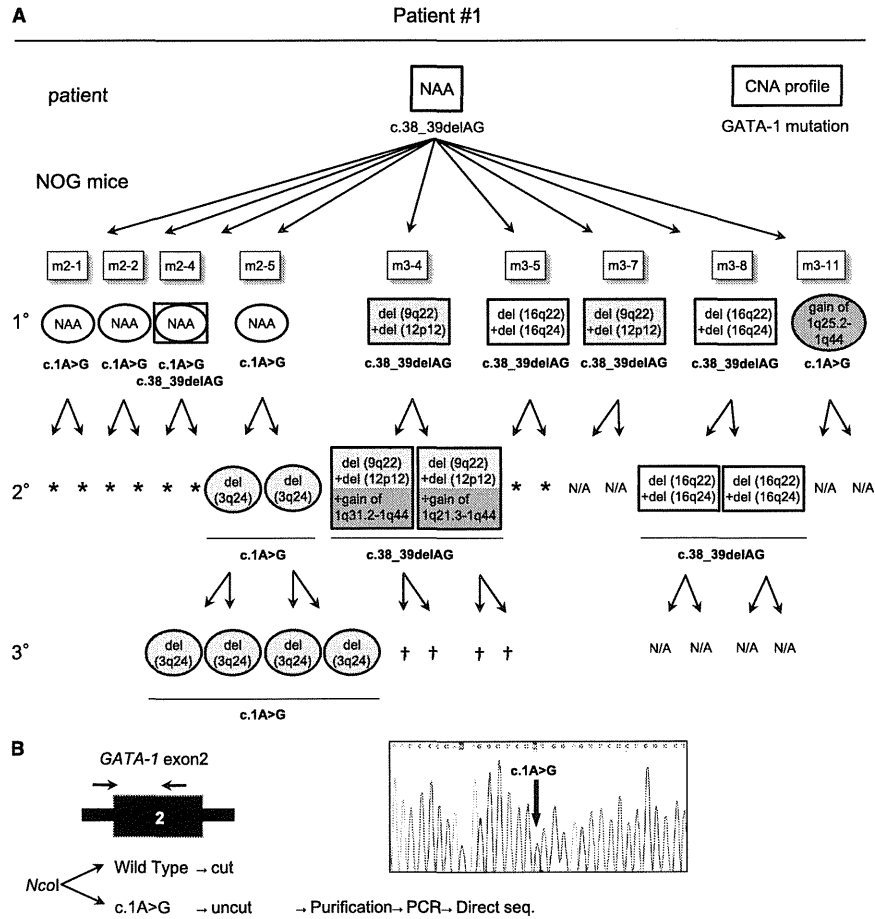 A
Patient #1
patient
NAA
CNA profile
c.38_39delAG
GATA-1 mutation
NOG mice
m2-1 m2-2 m2-4 m2-5 m3-4 m3-5 m3-7 m3-8 m3-11
1°
NAA NAA NAA NAA
del (9q22) +del (12p12)
del (16q22) +del (16q24)
del (9q22) +del (12p12)
del (16q22) +del (16q24)
gain of 1q25.2-1q44
c.1A>G c.1A>G c.1A>G c.1A>G c.38_39delAG c.38_39delAG c.38_39delAG c.38_39delAG c.1A>G
c.38_39delAG
2°
* * * * * *
del (3q24)
del (3q24)
del (9q22) +del (12p12) +gain of 1q31.2-1q44
del (9q22) +del (12p12) +gain of 1q21.3-1q44
* * N/A N/A
del (16q22) +del (16q24)
del (16q22) +del (16q24)
N/A N/A
c.1A>G c.38_39delAG c.38_39delAG
3°
del (3q24)
del (3q24)
del (3q24)
del (3q24)
† † † † N/A N/A N/A N/A
c.1A>G
B
GATA-1 exon2
2
NcoI
Wild Type →cut
c.1A>G →uncut →Purification→PCR→Direct seq.
c.1A>G